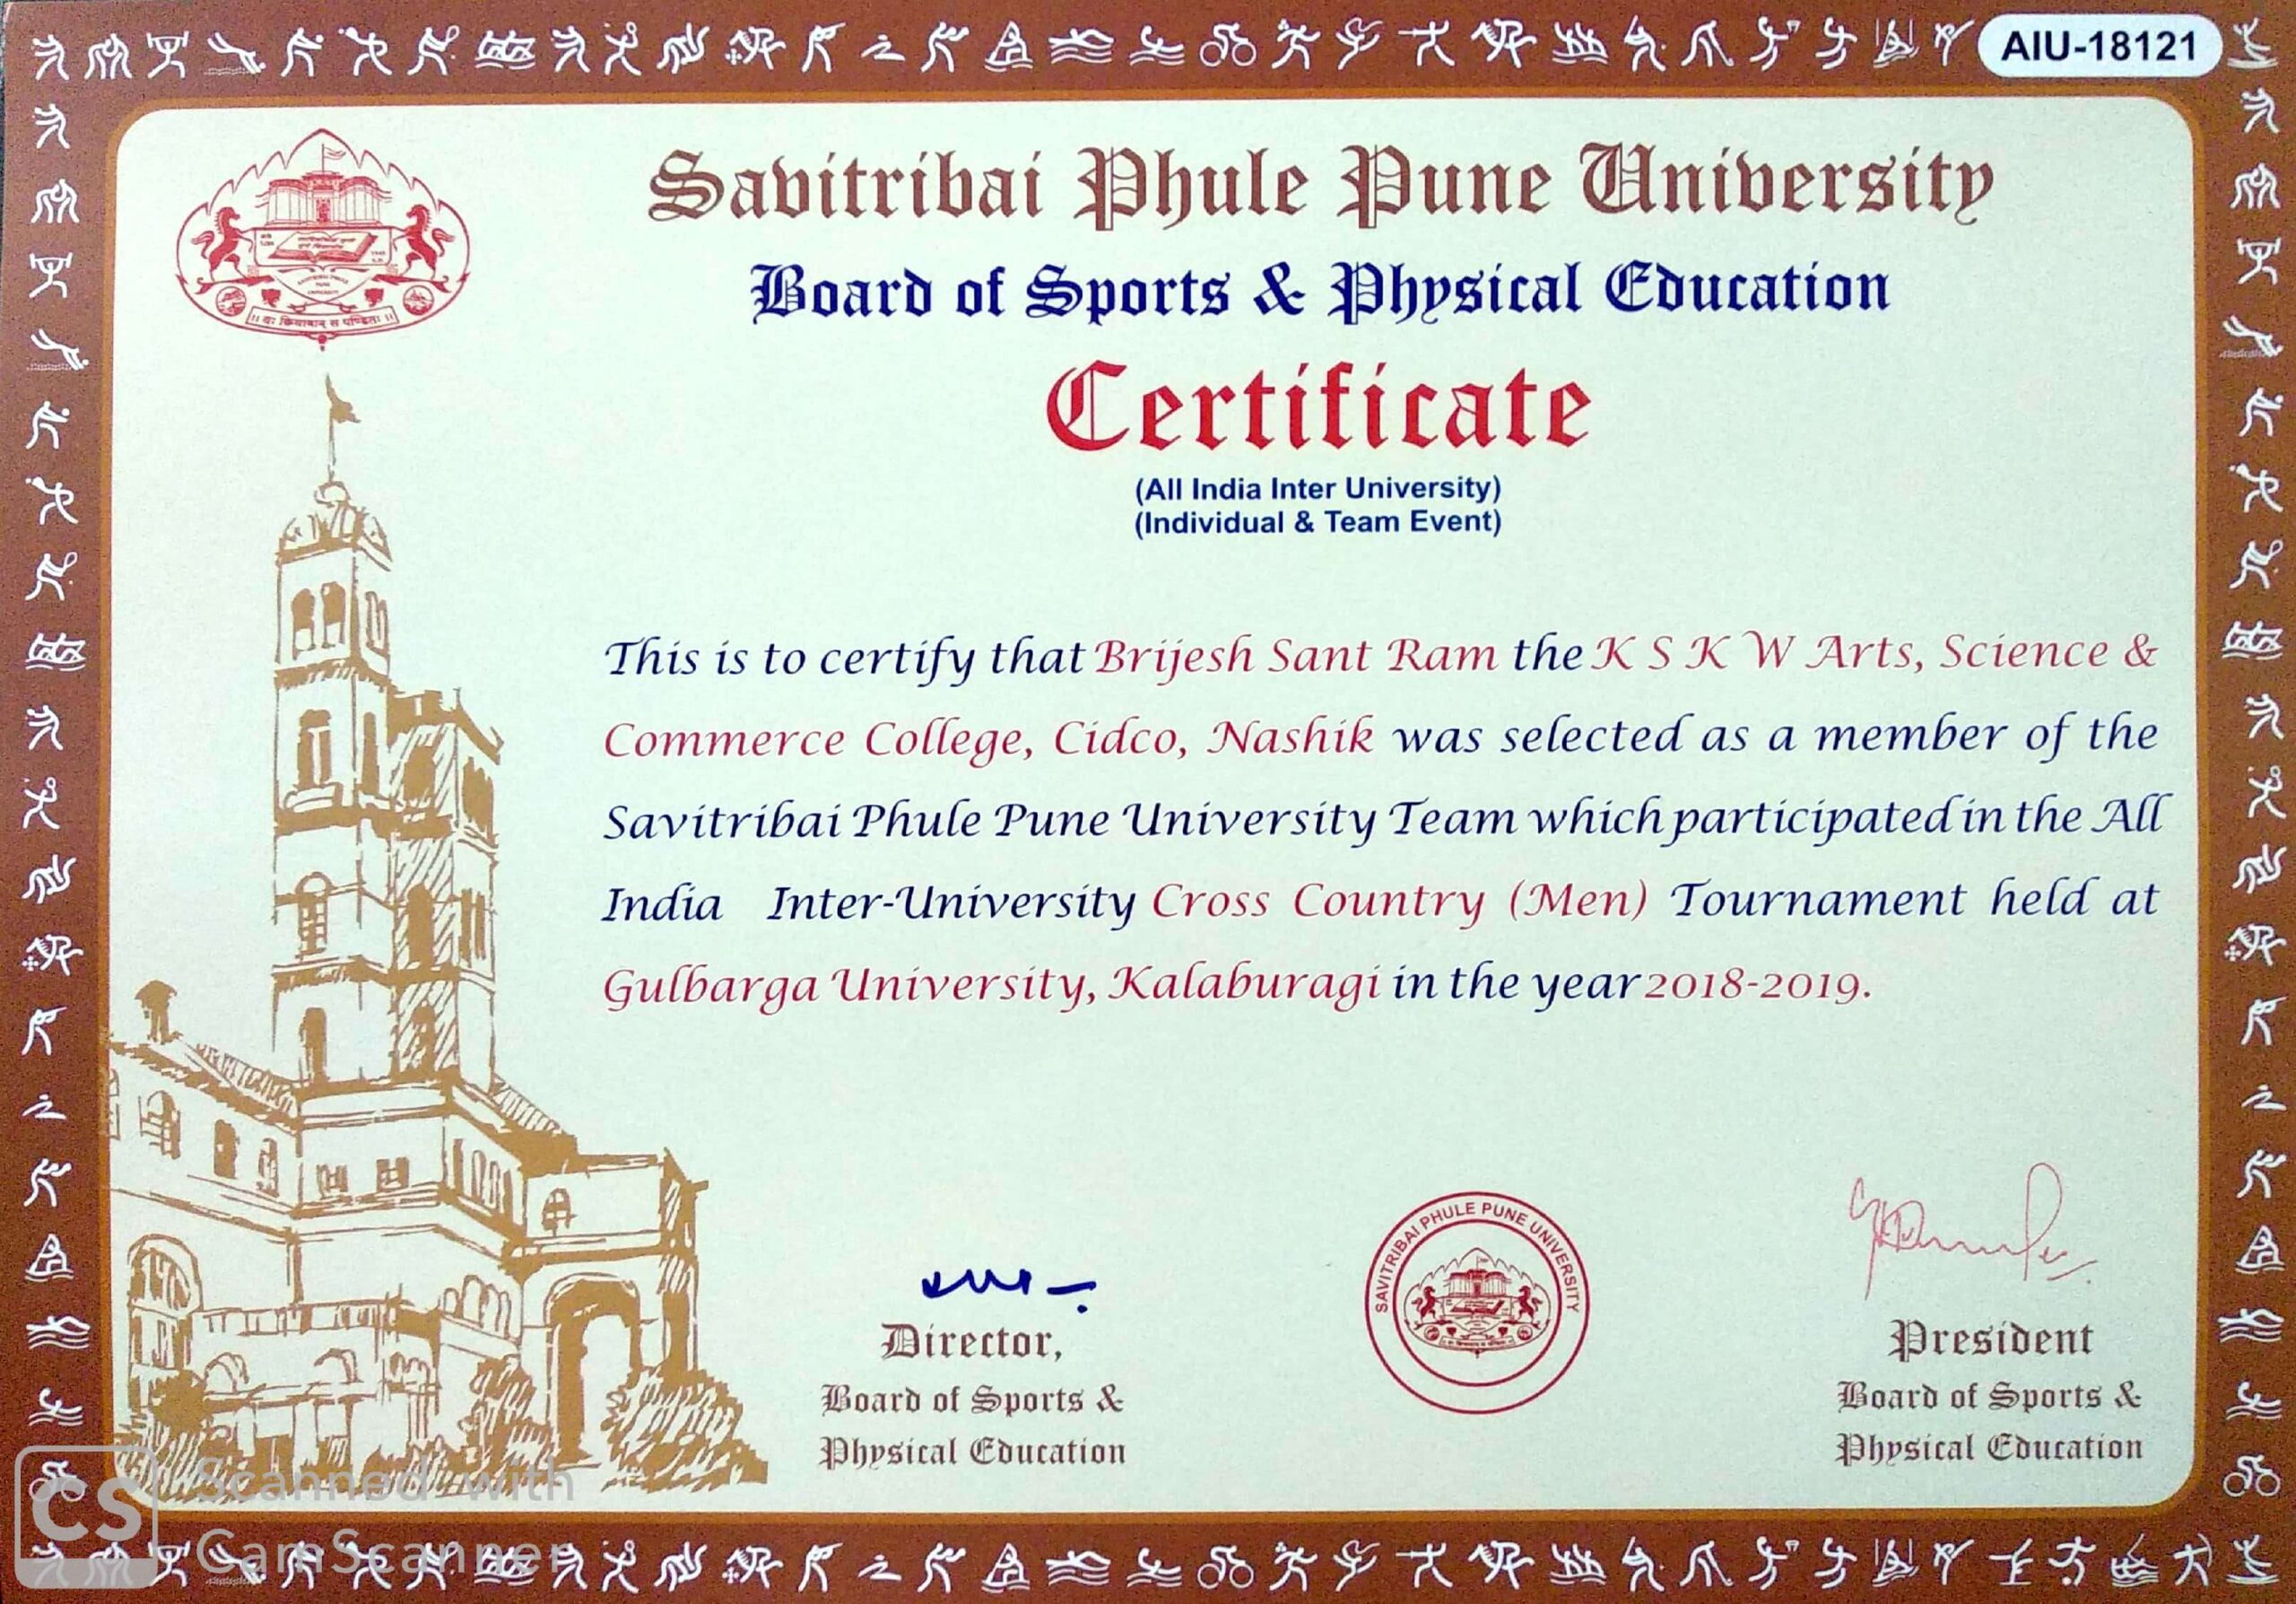 AIU-18121
Savitribai Phule Pune University
Board of Sports & Physical Education
Certificate
(All India Inter University)
(Individual & Team Event)
This is to certify that Brijesh Sant Ram the K S K W Arts, Science &
Commerce College, Cidco, Nashik was selected as a member of the
Savitribai Phule Pune University Team which participated in the All
India Inter-University Cross Country (Men) Tournament held at
Gulbarga University, Kalaburagi in the year 2018-2019.
।। यः क्रियावान् स पण्डितः ।।
SAVITRIBAI PHULE PUNE UNIVERSITY
Director,
Board of Sports &
Physical Education
President
Board of Sports &
Physical Education
CS
Scanned with
CamScanner